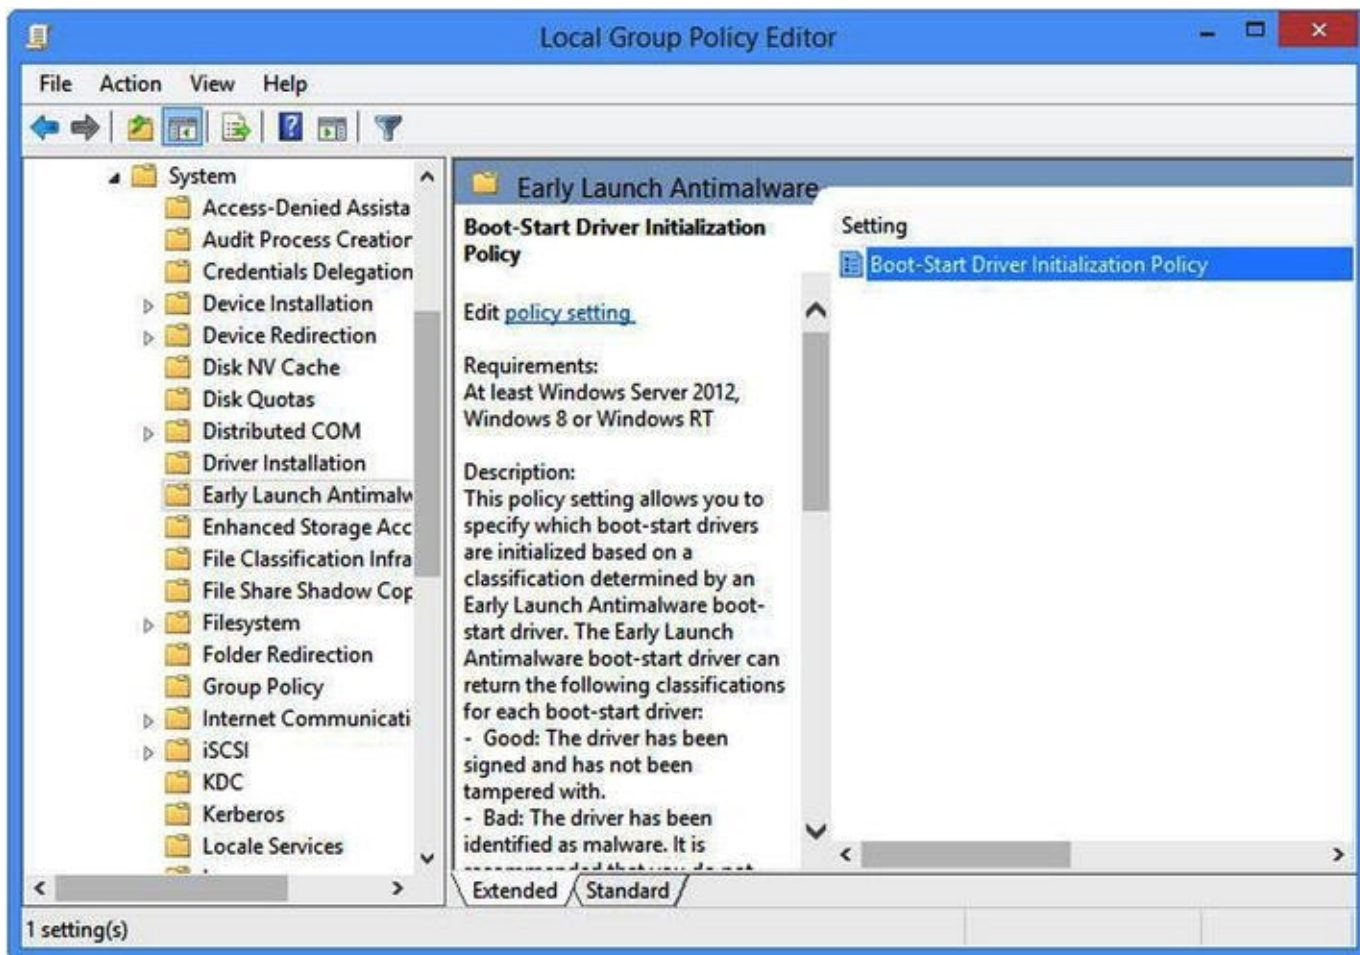 Local Group Policy Editor
File Action View Help
System
Access-Denied Assista
Audit Process Creation
Credentials Delegation
Device Installation
Device Redirection
Disk NV Cache
Disk Quotas
Distributed COM
Driver Installation
Early Launch Antimalw
Enhanced Storage Acc
File Classification Infra
File Share Shadow Cop
Filesystem
Folder Redirection
Group Policy
Internet Communicati
iSCSI
KDC
Kerberos
Locale Services
Early Launch Antimalware
Boot-Start Driver Initialization
Policy
Edit policy setting
Requirements:
At least Windows Server 2012,
Windows 8 or Windows RT
Description:
This policy setting allows you to
specify which boot-start drivers
are initialized based on a
classification determined by an
Early Launch Antimalware boot-
start driver. The Early Launch
Antimalware boot-start driver can
return the following classifications
for each boot-start driver:
- Good: The driver has been
signed and has not been
tampered with.
- Bad: The driver has been
identified as malware. It is
recommended that you do not
Setting
Boot-Start Driver Initialization Policy
Extended Standard
1 setting(s)